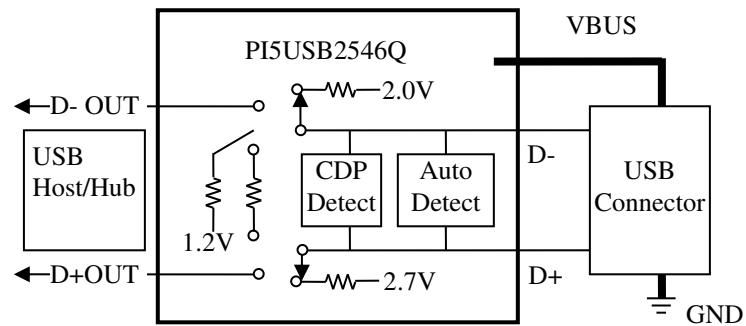 VBUS
PI5USB2546Q
2.0V
D- OUT
D-
USB
Host/Hub
CDP
Detect
Auto
Detect
USB
Connector
1.2V
D+OUT
2.7V
D+
GND